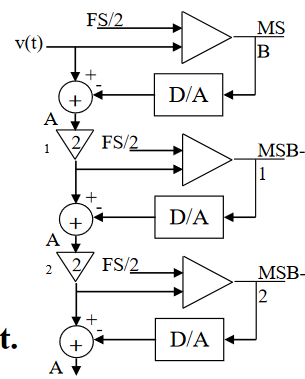 FS/2
MS
B
v(t)
+
-
+
D/A
A
1
2
FS/2
MSB-
1
+
-
+
D/A
A
2
2
FS/2
MSB-
2
+
-
t.
+
D/A
A